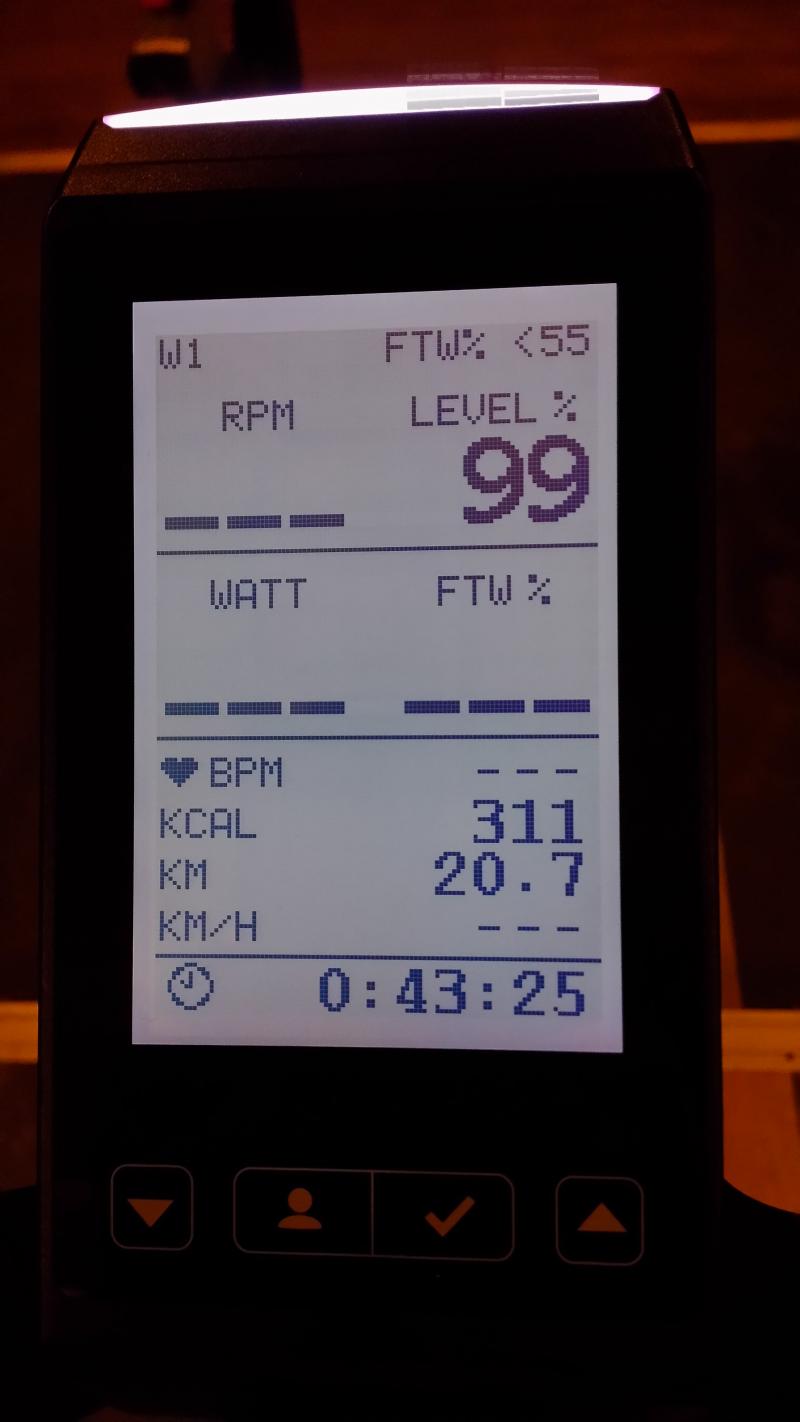 W1 FTW% <55
RPM LEVEL %
--- 99
WATT FTW %
--- ---
BPM ---
KCAL 311
KM 20.7
KM/H ---
0:43:25